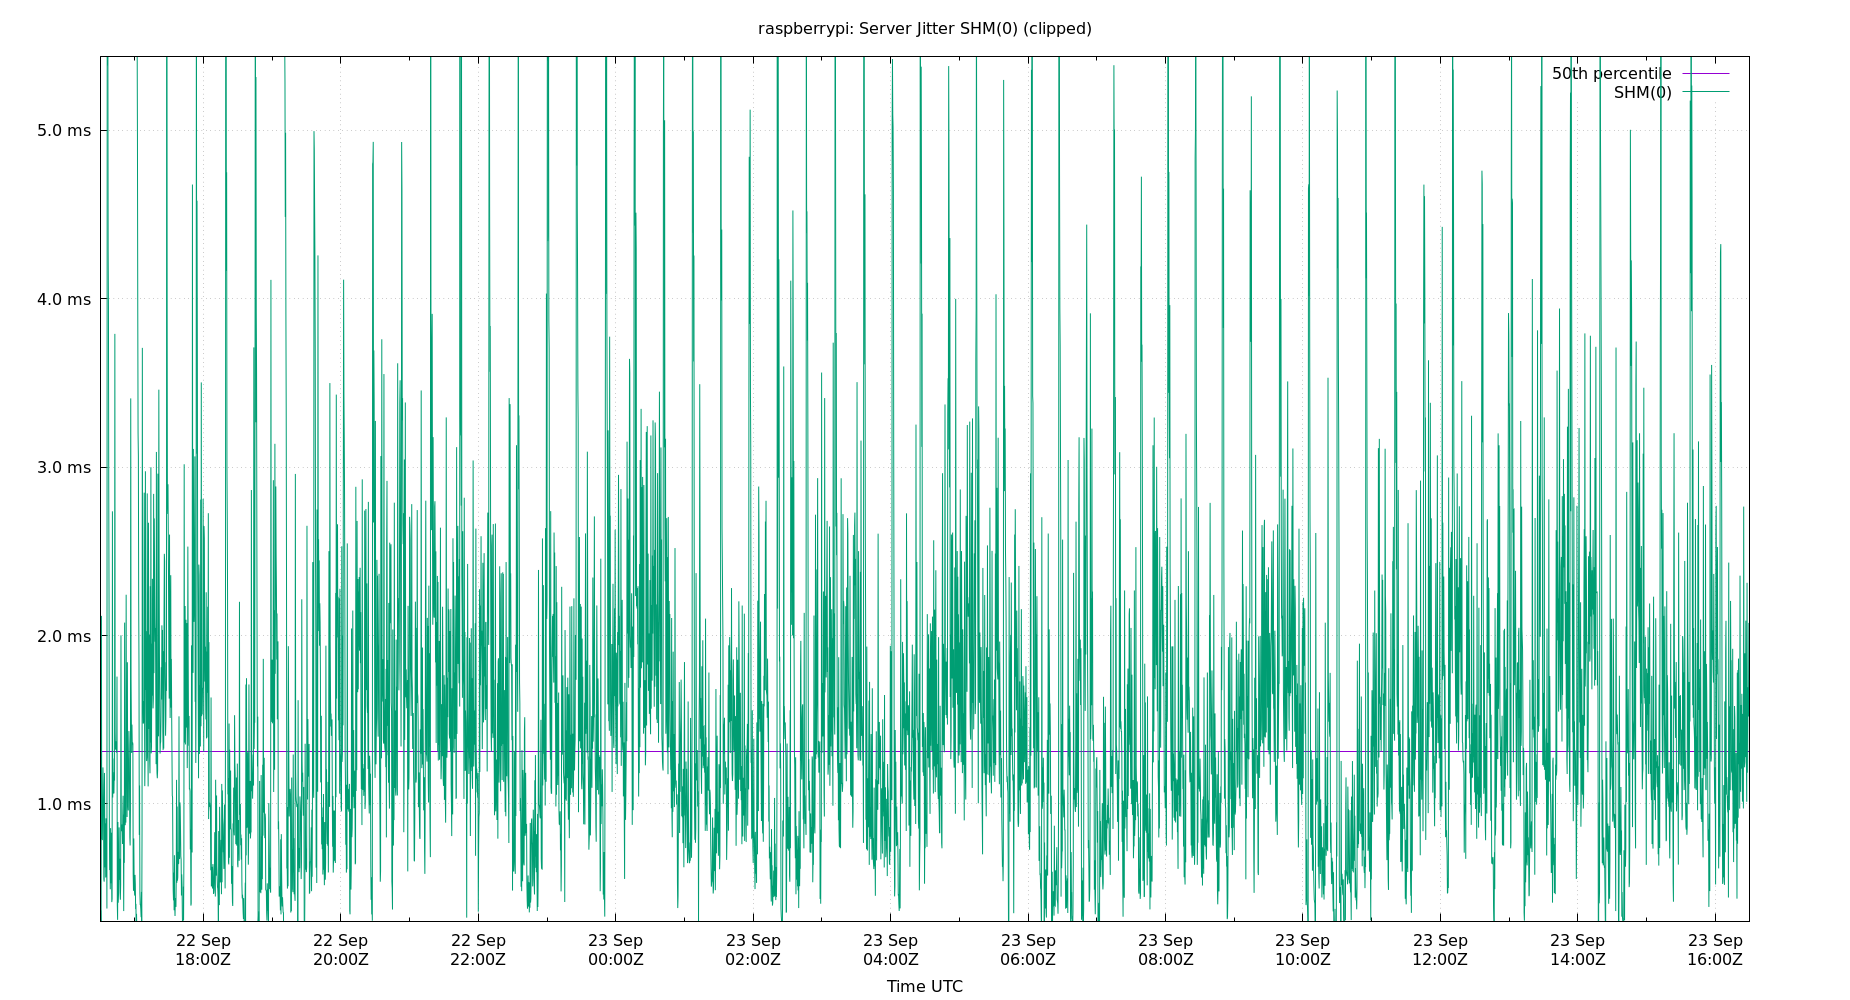 raspberrypi: Server Jitter SHM(0) (clipped)
50th percentile
SHM(0)
5.0 ms
4.0 ms
3.0 ms
2.0 ms
1.0 ms
22 Sep 22 Sep 22 Sep 23 Sep 23 Sep 23 Sep 23 Sep 23 Sep 23 Sep 23 Sep 23 Sep 23 Sep
18:00Z 20:00Z 22:00Z 00:00Z 02:00Z 04:00Z 06:00Z 08:00Z 10:00Z 12:00Z 14:00Z 16:00Z
Time UTC